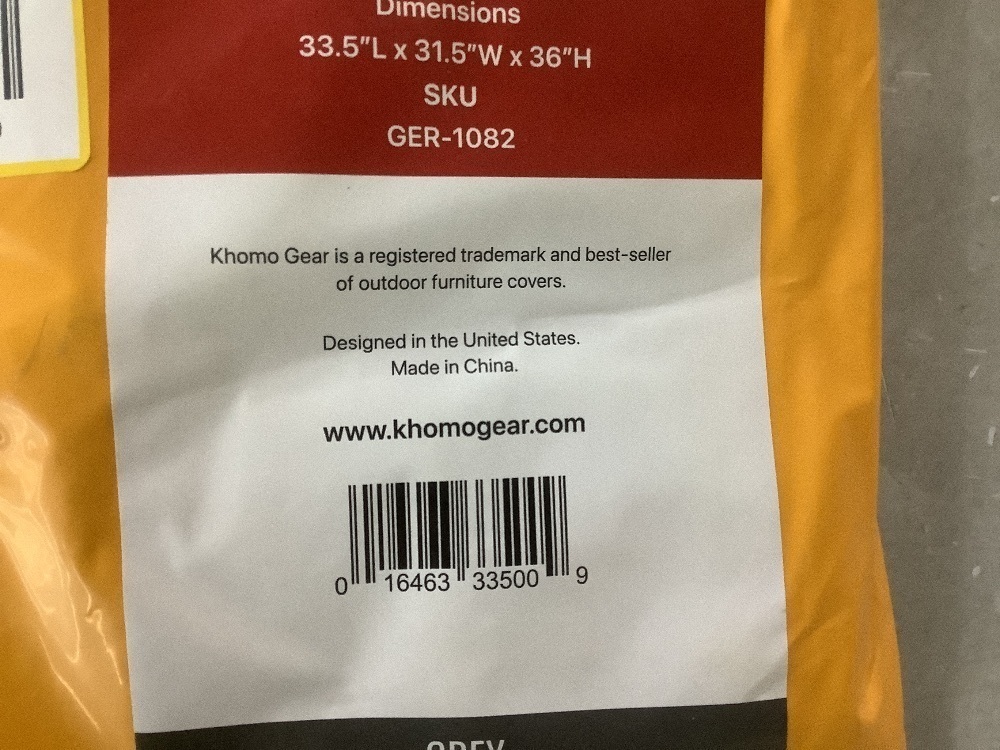 Dimensions
33.5"L x 31.5"W x 36"H
SKU
GER-1082
Khomo Gear is a registered trademark and best-seller
of outdoor furniture covers.
Designed in the United States.
Made in China.
www.khomogear.com
0 16463 33500 9